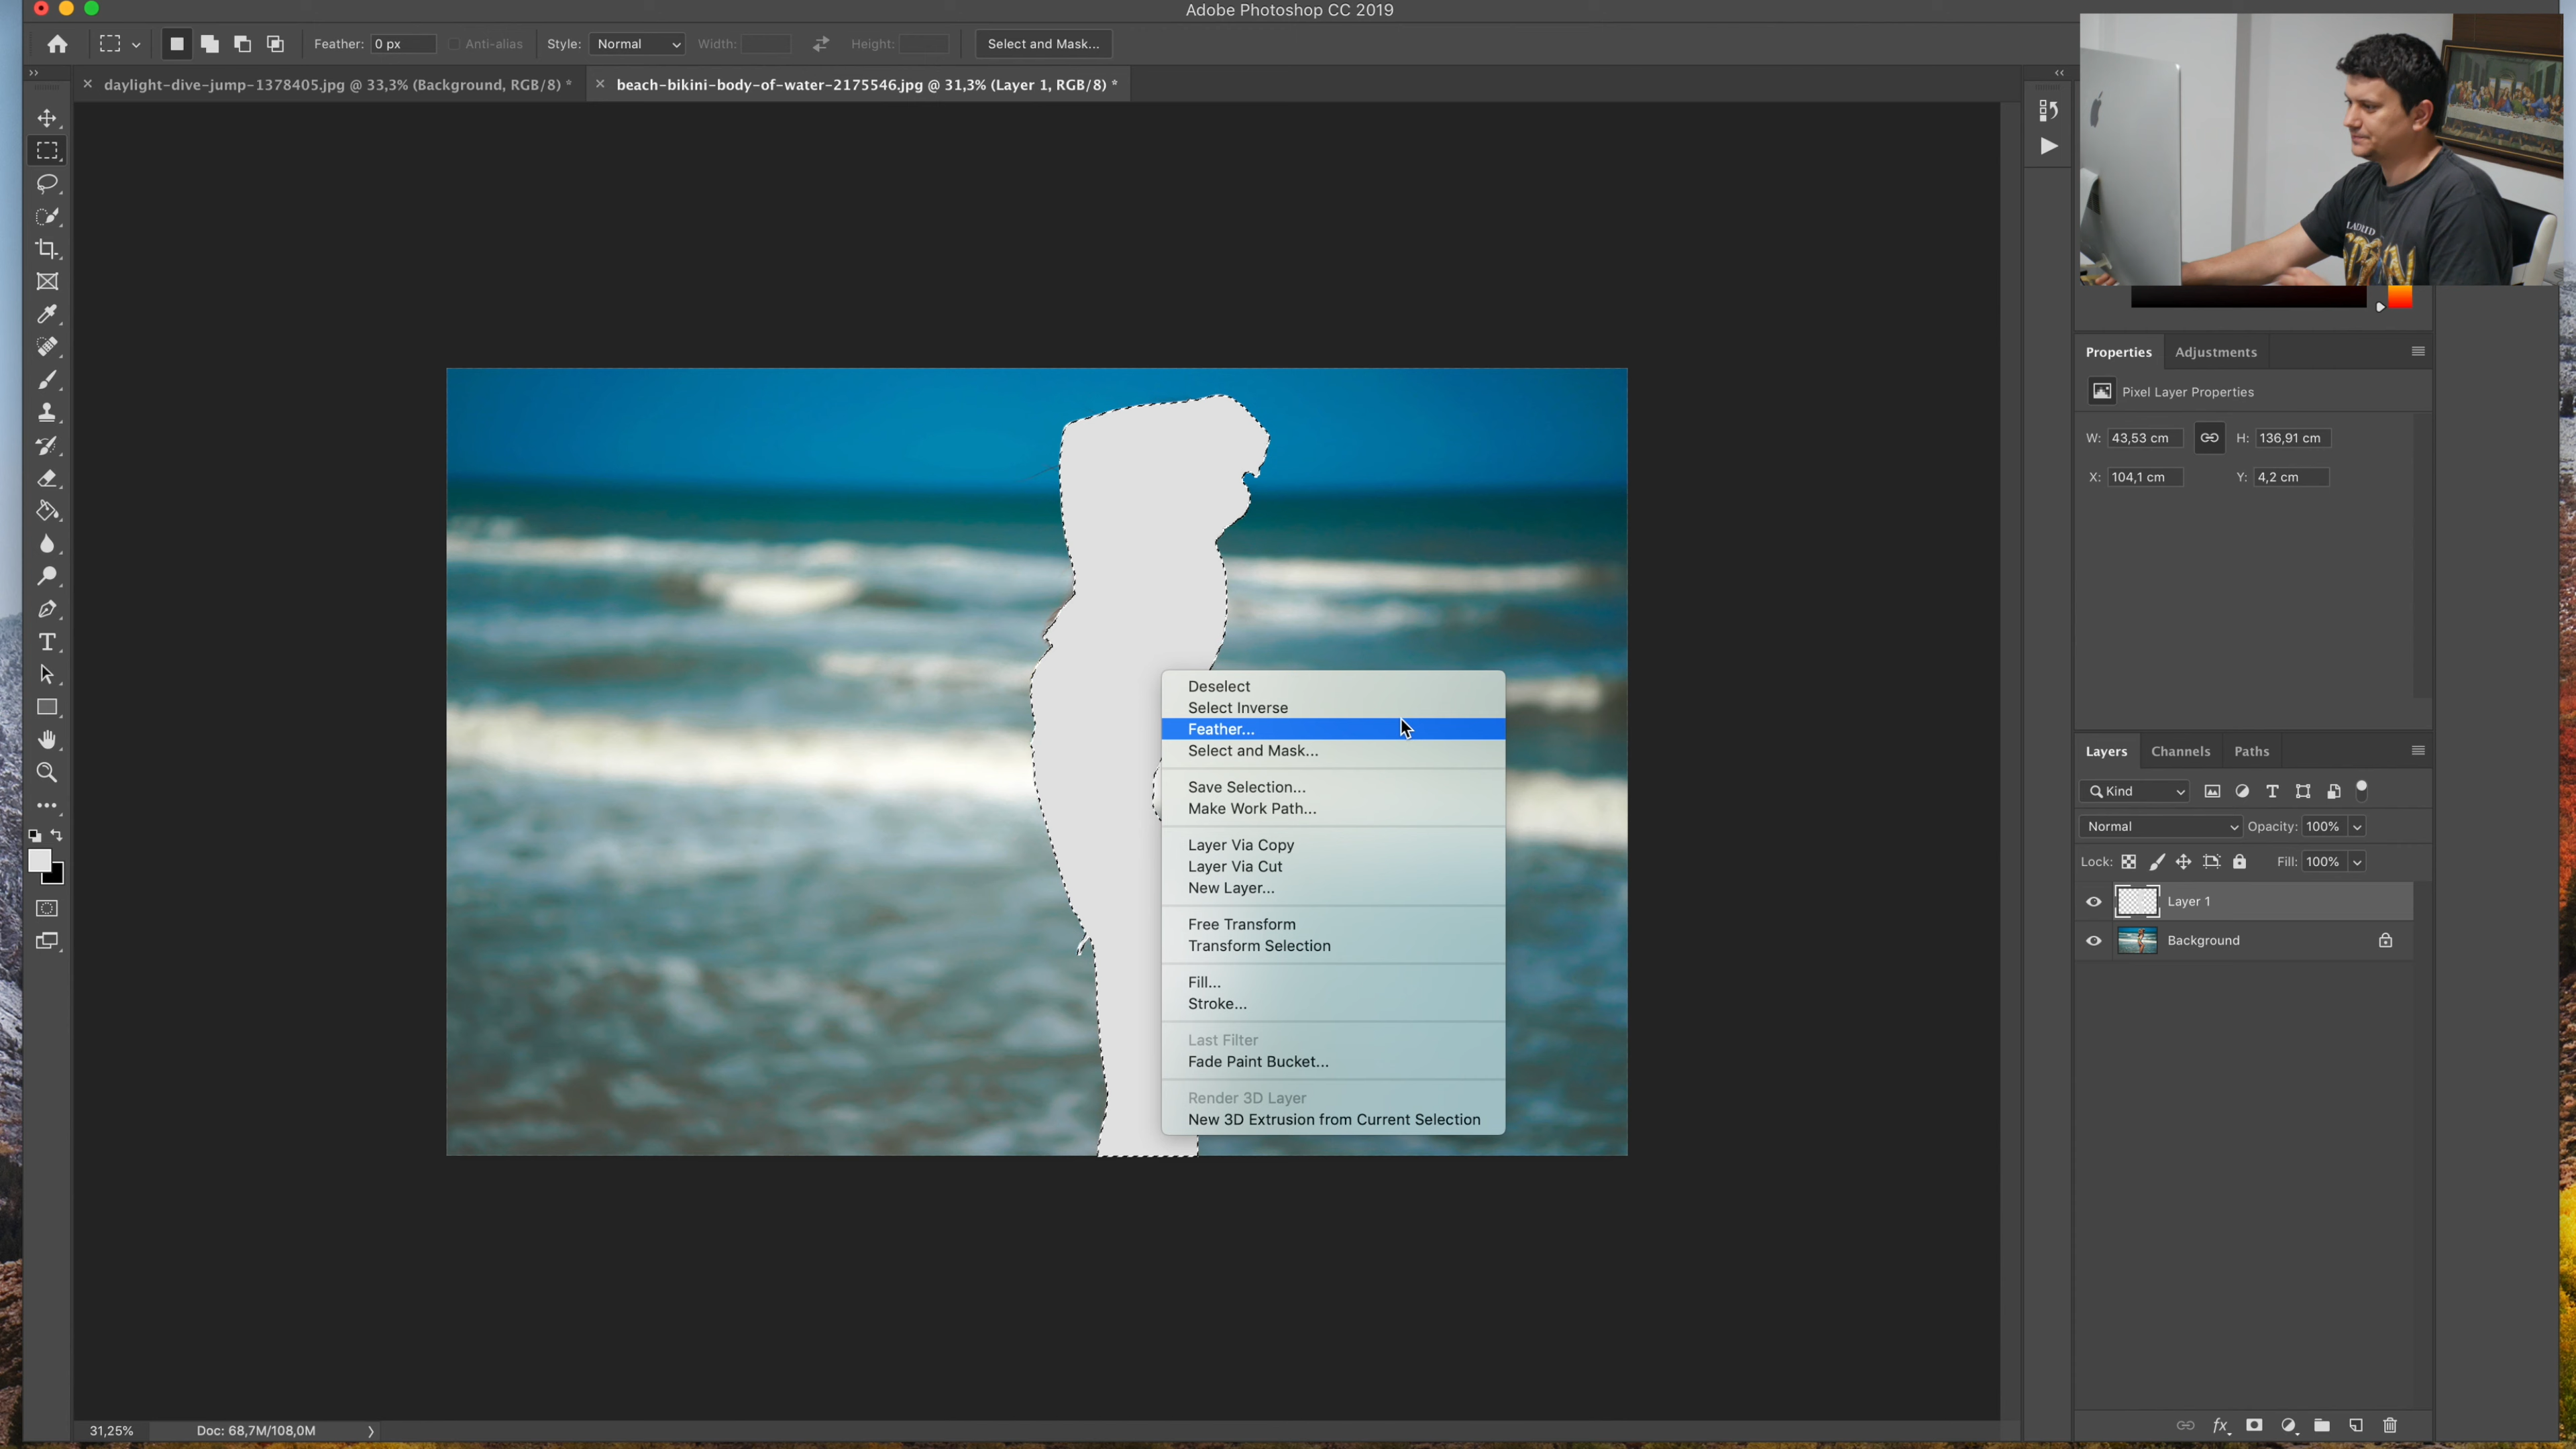 Adobe Photoshop CC 2019
Feather: 0 px Anti-alias Style: Normal Width: Height: Select and Mask...
daylight-dive-jump-1378405.jpg @ 33,3% (Background, RGB/8) *
beach-bikini-body-of-water-2175546.jpg @ 31,3% (Layer 1, RGB/8) *
Properties Adjustments
Pixel Layer Properties
W: 43,53 cm H: 136,91 cm
X: 104,1 cm Y: 4,2 cm
Deselect
Select Inverse
Feather...
Select and Mask...
Save Selection...
Make Work Path...
Layer Via Copy
Layer Via Cut
New Layer...
Free Transform
Transform Selection
Fill...
Stroke...
Last Filter
Fade Paint Bucket...
Render 3D Layer
New 3D Extrusion from Current Selection
Layers Channels Paths
Kind
Normal Opacity: 100%
Lock: Fill: 100%
Layer 1
Background
31,25% Doc: 68,7M/108,0M